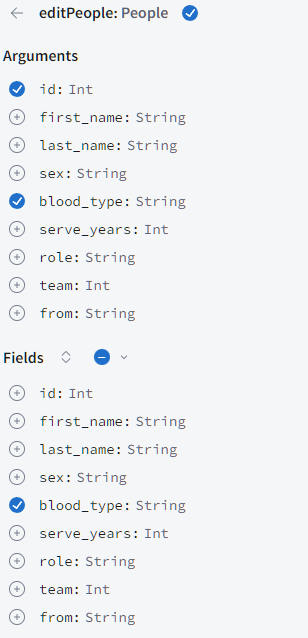 editPeople: People
Arguments
id: Int
first_name: String
last_name: String
sex: String
blood_type: String
serve_years: Int
role: String
team: Int
from: String
Fields
id: Int
first_name: String
last_name: String
sex: String
blood_type: String
serve_years: Int
role: String
team: Int
from: String